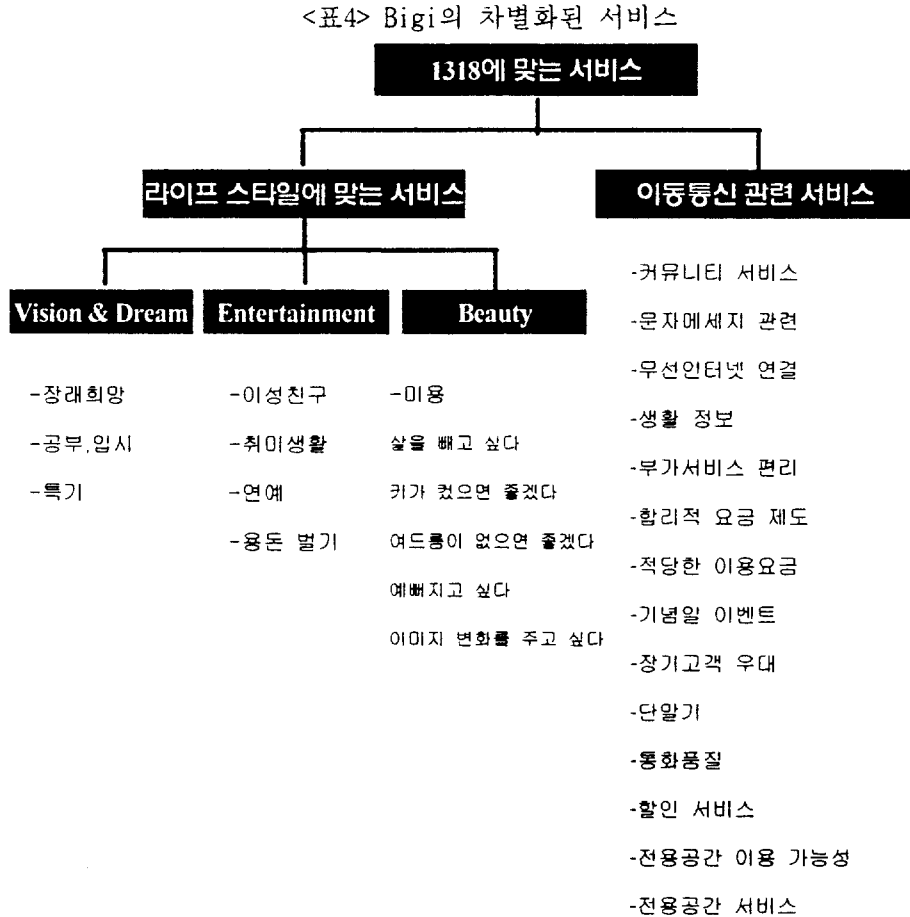 <표4> Bigi의 차별화된 서비스
1318에 맞는 서비스
라이프 스타일에 맞는 서비스
이동통신 관련 서비스
Vision & Dream
Entertainment
Beauty
-장래희망
-공부,입시
-특기
-이성친구
-취미생활
-연예
-용돈 벌기
-미용
살을 빼고 싶다
키가 컸으면 좋겠다
여드름이 없으면 좋겠다
예뻐지고 싶다
이미지 변화를 주고 싶다
-커뮤니티 서비스
-문자메세지 관련
-무선인터넷 연결
-생활 정보
-부가서비스 편리
-합리적 요금 제도
-적당한 이용요금
-기념일 이벤트
-장기고객 우대
-단말기
-통화품질
-할인 서비스
-전용공간 이용 가능성
-전용공간 서비스